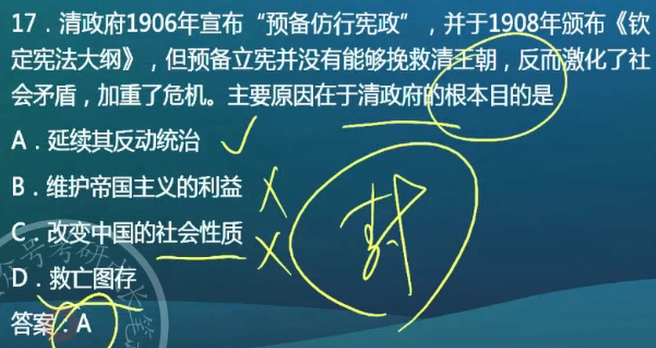 17．清政府1906年宣布“预备仿行宪政”，并于1908年颁布《钦
定宪法大纲》，但预备立宪并没有能够挽救清王朝，反而激化了社
会矛盾，加重了危机。主要原因在于清政府的根本目的是
A．延续其反动统治
B．维护帝国主义的利益
C．改变中国的社会性质
D．救亡图存
答案：A